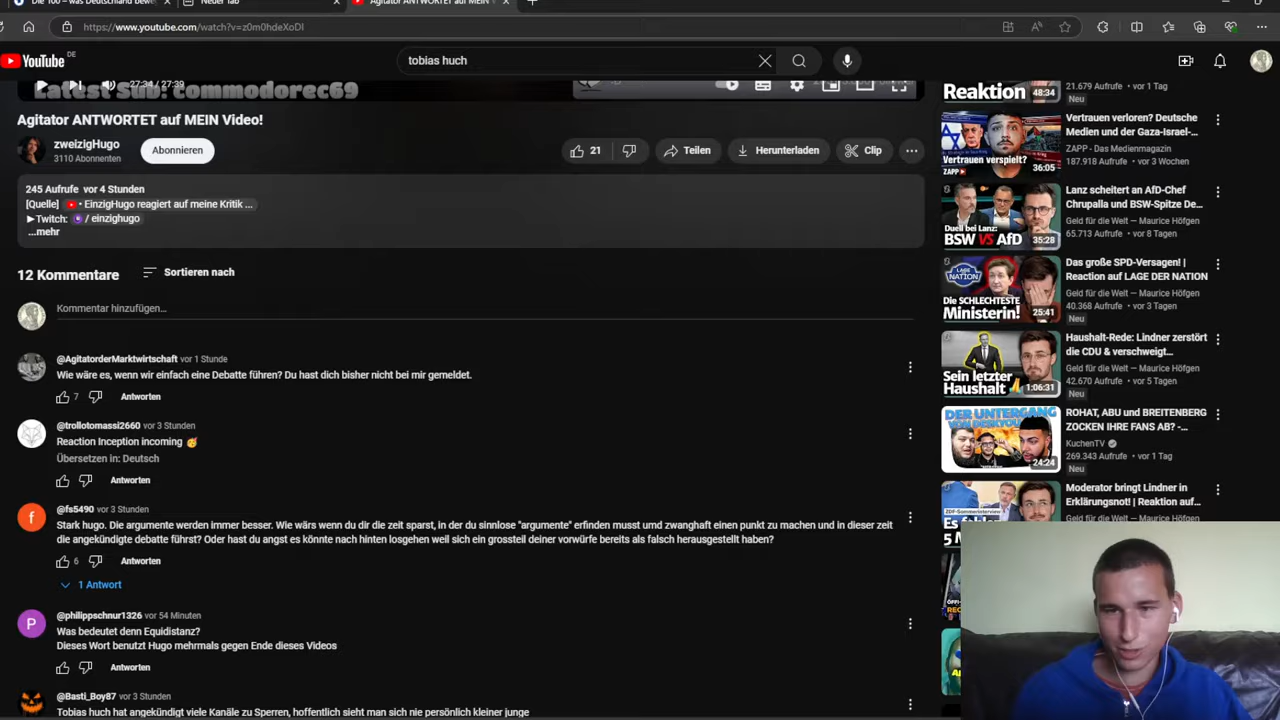 Die 100 – was Deutschland bewe
Neuer Tab
Agitator ANTWORTET auf MEIN V
https://www.youtube.com/watch?v=z0m0hdeXoDI
YouTube DE
tobias huch
27:34 / 27:39
Latest Sub: commodorec69
Agitator ANTWORTET auf MEIN Video!
zweizigHugo
3110 Abonnenten
Abonnieren
21
Teilen
Herunterladen
Clip
245 Aufrufe vor 4 Stunden
[Quelle] • EinzigHugo reagiert auf meine Kritik ...
►Twitch: / einzighugo
...mehr
12 Kommentare
Sortieren nach
Kommentar hinzufügen...
@AgitatorderMarktwirtschaft vor 1 Stunde
Wie wäre es, wenn wir einfach eine Debatte führen? Du hast dich bisher nicht bei mir gemeldet.
7
Antworten
@trollotomassi2660 vor 3 Stunden
Reaction Inception incoming 🥳
Übersetzen in: Deutsch
Antworten
f
@fs5490 vor 3 Stunden
Stark hugo. Die argumente werden immer besser. Wie wärs wenn du dir die zeit sparst, in der du sinnlose "argumente" erfinden musst umd zwanghaft einen punkt zu machen und in dieser zeit
die angekündigte debatte führst? Oder hast du angst es könnte nach hinten losgehen weil sich ein grossteil deiner vorwürfe bereits als falsch herausgestellt haben?
6
Antworten
1 Antwort
P
@philippschnur1326 vor 54 Minuten
Was bedeutet denn Equidistanz?
Dieses Wort benutzt Hugo mehrmals gegen Ende dieses Videos
Antworten
@Basti_Boy87 vor 3 Stunden
Tobias huch hat angekündigt viele Kanäle zu Sperren, hoffentlich sieht man sich nie persönlich kleiner junge
Reaktion
48:34
21.679 Aufrufe • vor 1 Tag
Neu
VERTRAUEN VERSPIELT?
ZAPP
36:05
Vertrauen verloren? Deutsche
Medien und der Gaza-Israel-...
ZAPP - Das Medienmagazin
187.918 Aufrufe • vor 3 Wochen
Duell bei Lanz:
BSW VS AfD
35:28
Lanz scheitert an AfD-Chef
Chrupalla und BSW-Spitze De...
Geld für die Welt – Maurice Höfgen
65.713 Aufrufe • vor 8 Tagen
LAGE
NATION
Die SCHLECHTESTE
Ministerin!
25:41
Das große SPD-Versagen! |
Reaction auf LAGE DER NATION
Geld für die Welt – Maurice Höfgen
40.368 Aufrufe • vor 3 Tagen
Neu
Sein letzter
Haushalt
1:06:31
Haushalt-Rede: Lindner zerstört
die CDU & verschweigt...
Geld für die Welt – Maurice Höfgen
42.670 Aufrufe • vor 5 Tagen
Neu
DER UNTERGANG
24:24
ROHAT, ABU und BREITENBERG
ZOCKEN IHRE FANS AB? -...
KuchenTV
269.343 Aufrufe • vor 1 Tag
Neu
ZDF-Sommerinterview
Moderator bringt Lindner in
Erklärungsnot! | Reaktion auf...
Geld für die Welt – Maurice Höfgen